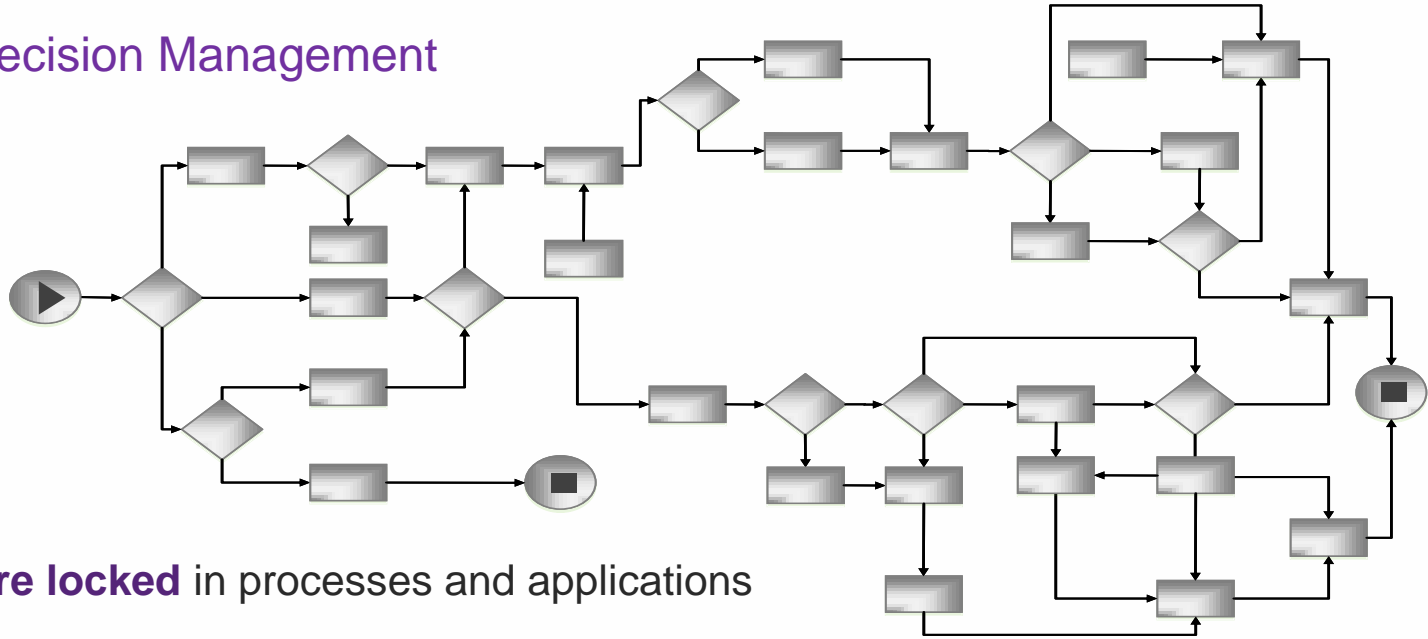 ecision Management
re locked in processes and applications